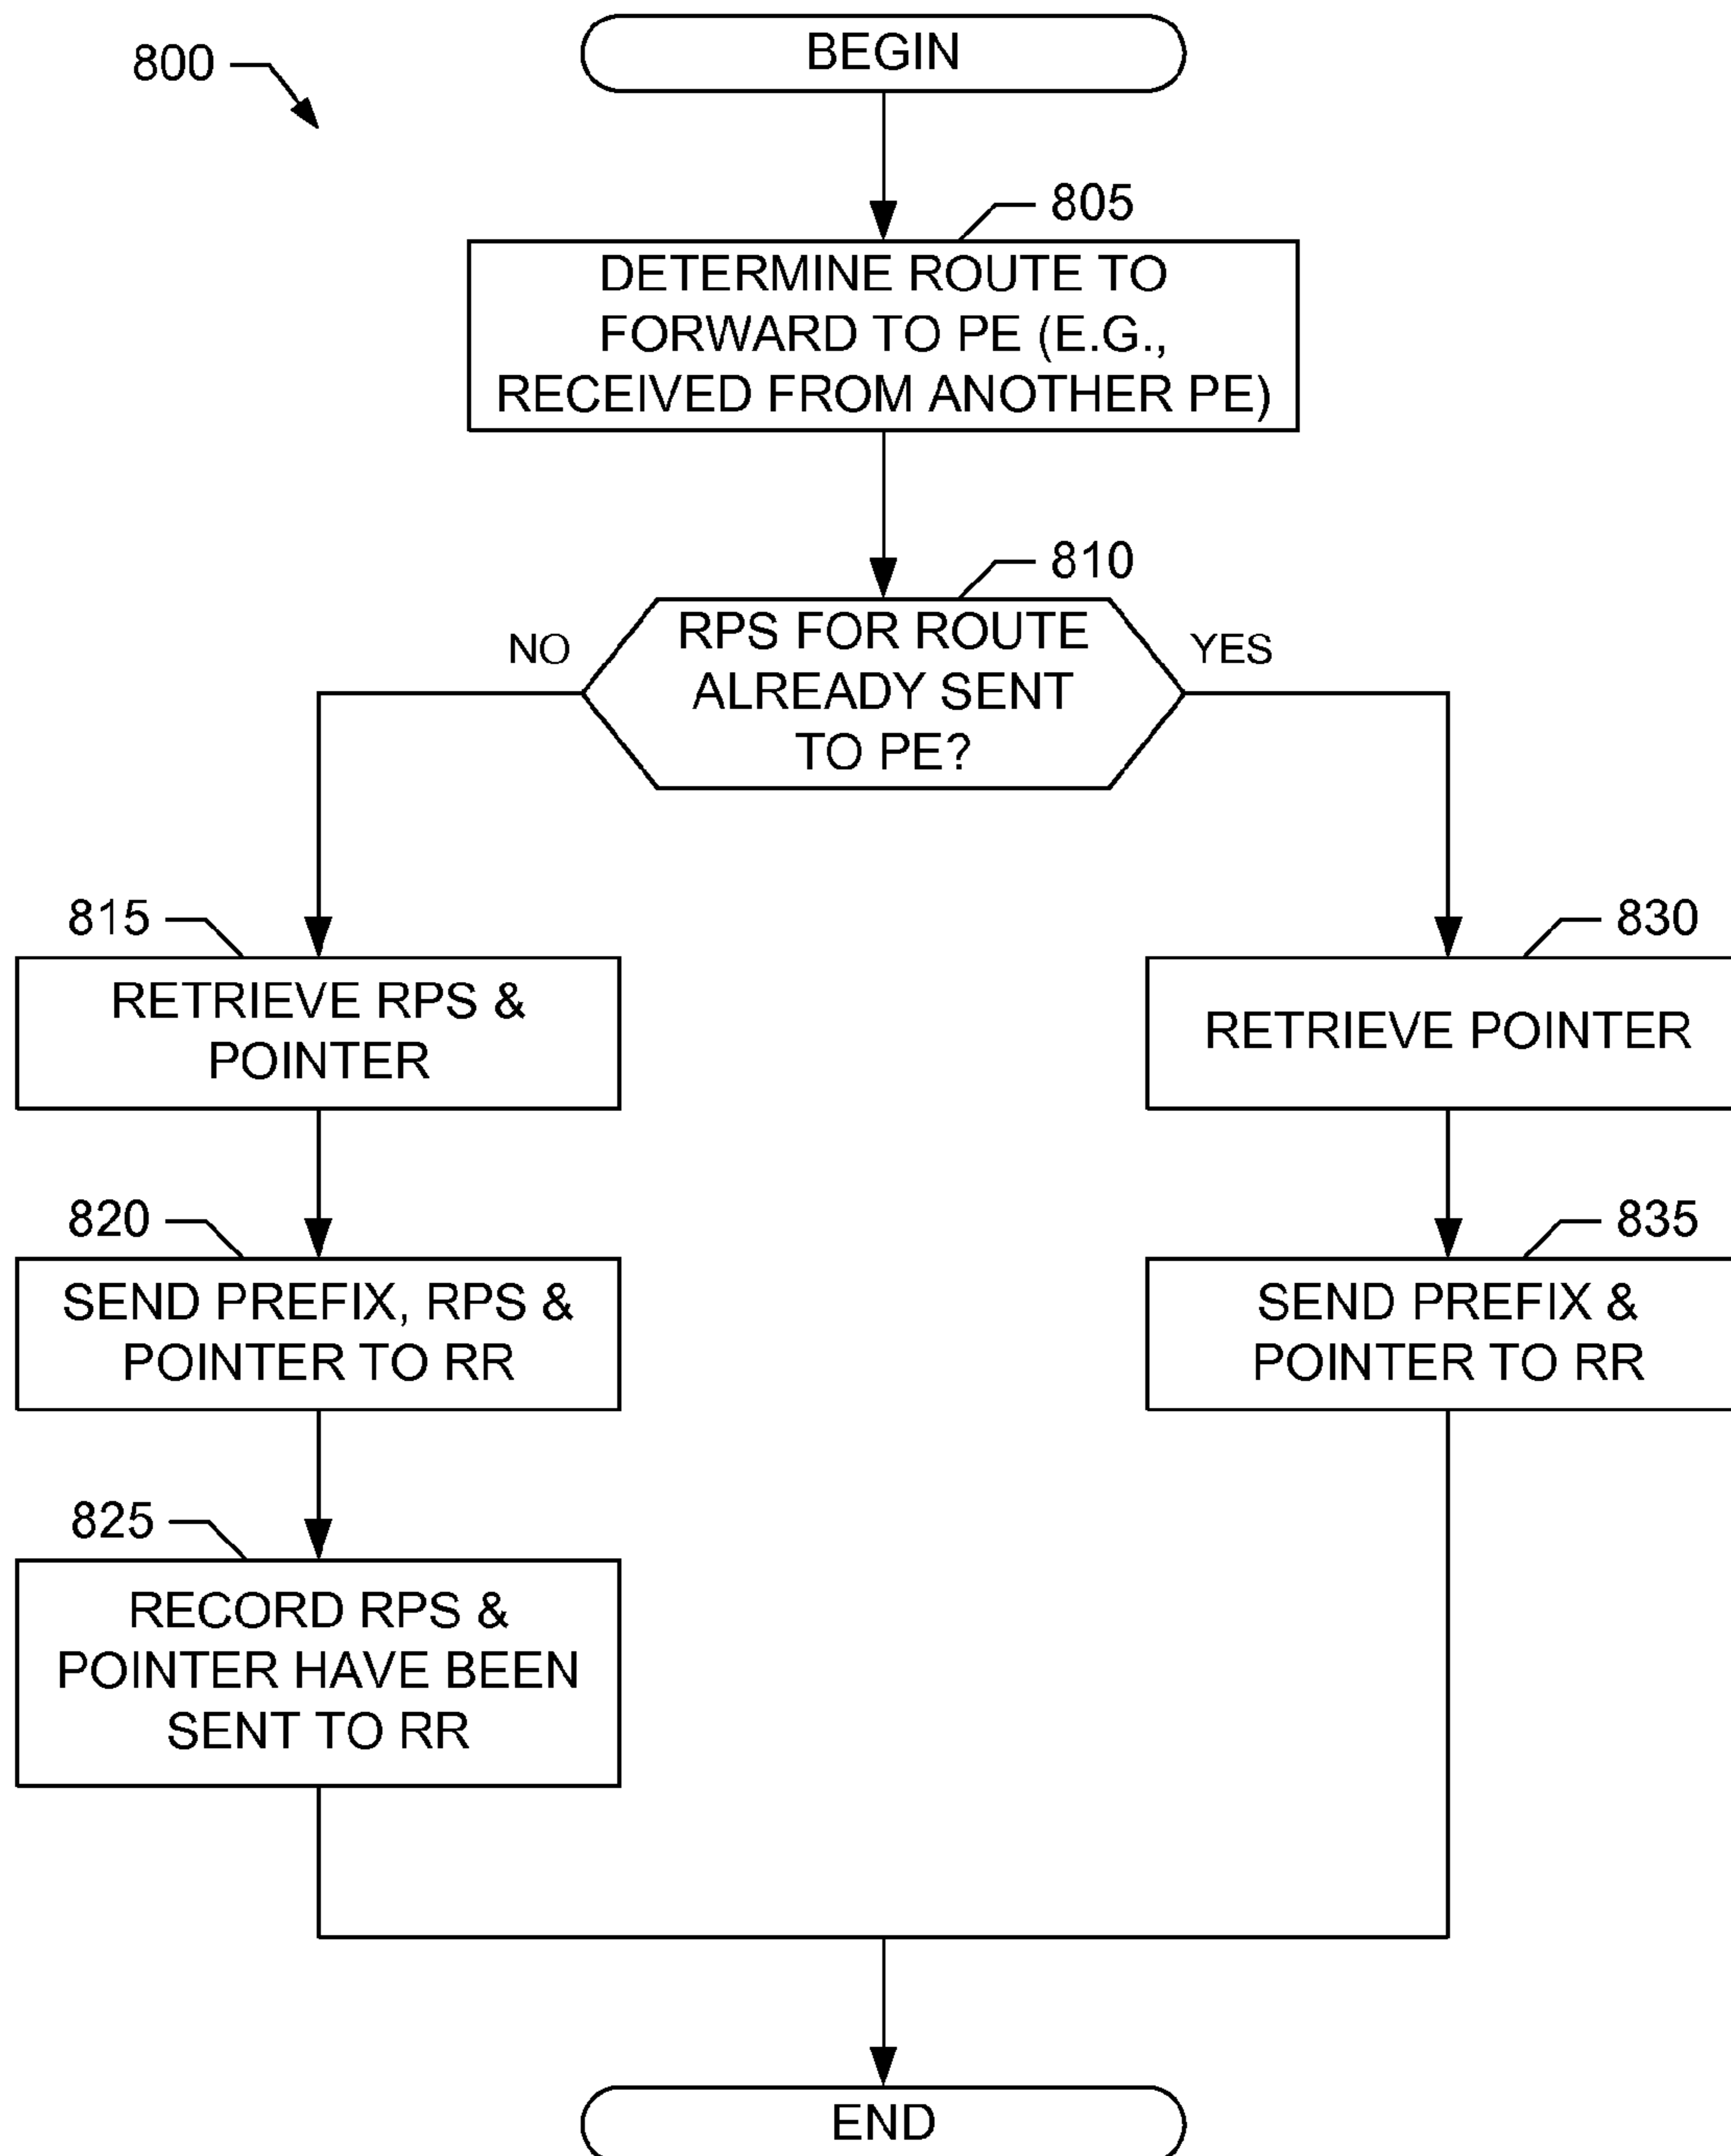 800
BEGIN
805
DETERMINE ROUTE TO
FORWARD TO PE (E.G.,
RECEIVED FROM ANOTHER PE)
810
NO
RPS FOR ROUTE
ALREADY SENT
TO PE?
YES
815
RETRIEVE RPS &
POINTER
830
RETRIEVE POINTER
820
SEND PREFIX, RPS &
POINTER TO RR
835
SEND PREFIX &
POINTER TO RR
825
RECORD RPS &
POINTER HAVE BEEN
SENT TO RR
END